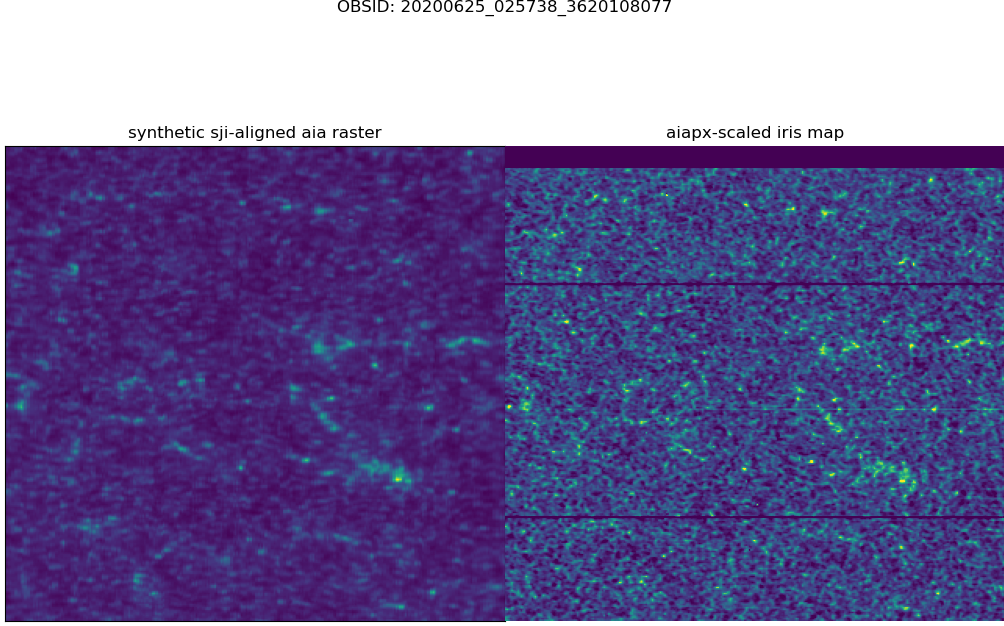 OBSID: 20200625_025738_3620108077
synthetic sji-aligned aia raster
aiapx-scaled iris map